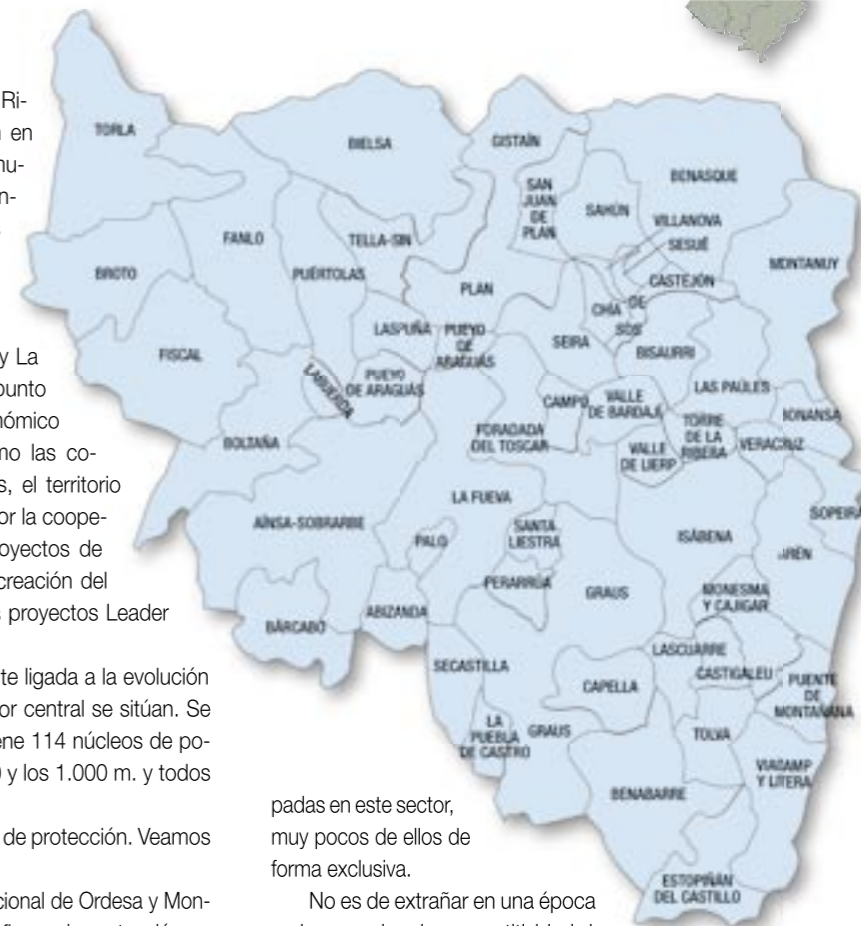 Ri-
en
nu-
n-
y La
punto
nómico
mo las co-
s, el territorio
or la coope-
royectos de
creación del
s proyectos Leader
te ligada a la evolución
or central se sitúan. Se
ene 114 núcleos de po-
0 y los 1.000 m. y todos
de protección. Veamos
cional de Ordesa y Mon-
padas en este sector,
muy pocos de ellos de
forma exclusiva.
No es de extrañar en una época
TORLA
BIELSA
GISTAÍN
BENASQUE
SAN
JUAN
DE
PLAN
SAHÚN
VILLANOVA
SESUÉ
FANLO
TELLA-SIN
MONTANUY
BROTO
PUÉRTOLAS
PLAN
CASTEJÓN
DE
SOS
CHÍA
LASPUÑA
PUEYO
DE
ARAGUÁS
SEIRA
BISAURRI
FISCAL
LABUERDA
PUEYO
DE ARAGUÁS
LAS PAÚLES
CAMPO
VALLE
DE BARDAJÍ
BONANSA
BOLTAÑA
FORADADA
DEL TOSCAR
TORRE
DE LA
RIBERA
VERACRUZ
VALLE
DE LIERP
LA FUEVA
SOPEIRA
AÍNSA-SOBRARBE
SANTA
LIESTRA
ISÁBENA
PALO
ARÉN
PERARRÚA
GRAUS
MONESMA
Y CAJIGAR
BÁRCABO
ABIZANDA
LASCUARRE
SECASTILLA
CASTIGALEU
CAPELLA
PUENTE
DE
MONTAÑANA
LA
PUEBLA
DE CASTRO
GRAUS
TOLVA
VIACAMP
Y LITERA
BENABARRE
ESTOPIÑÁN
DEL CASTILLO